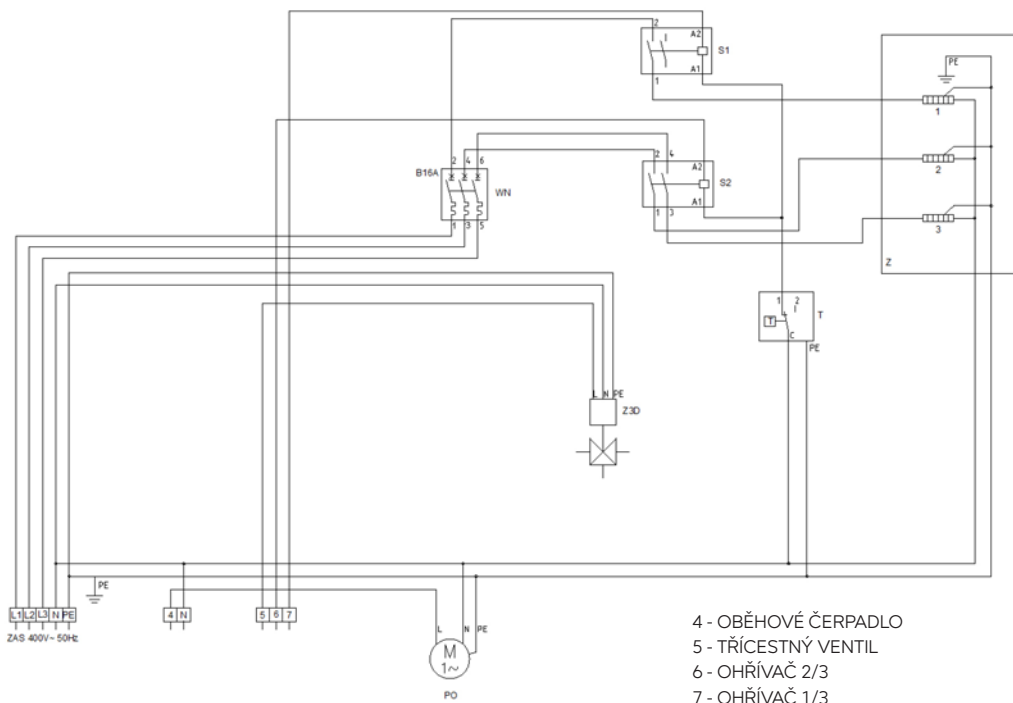 2
A2
S1
A1
1
PE
1
2
3
Z
B16A
2 4 6
WN
1 3 5
2 4
A2
S2
A1
1 3
1 2
T
T
C
PE
L N PE
Z3D
PE
L1 L2 L3 N PE
4 N
5 6 7
ZAS 400V~ 50Hz
L N PE
M
1~
PO
4 - OBĚHOVÉ ČERPADLO
5 - TŘÍCESTNÝ VENTIL
6 - OHŘÍVAČ 2/3
7 - OHŘÍVAČ 1/3